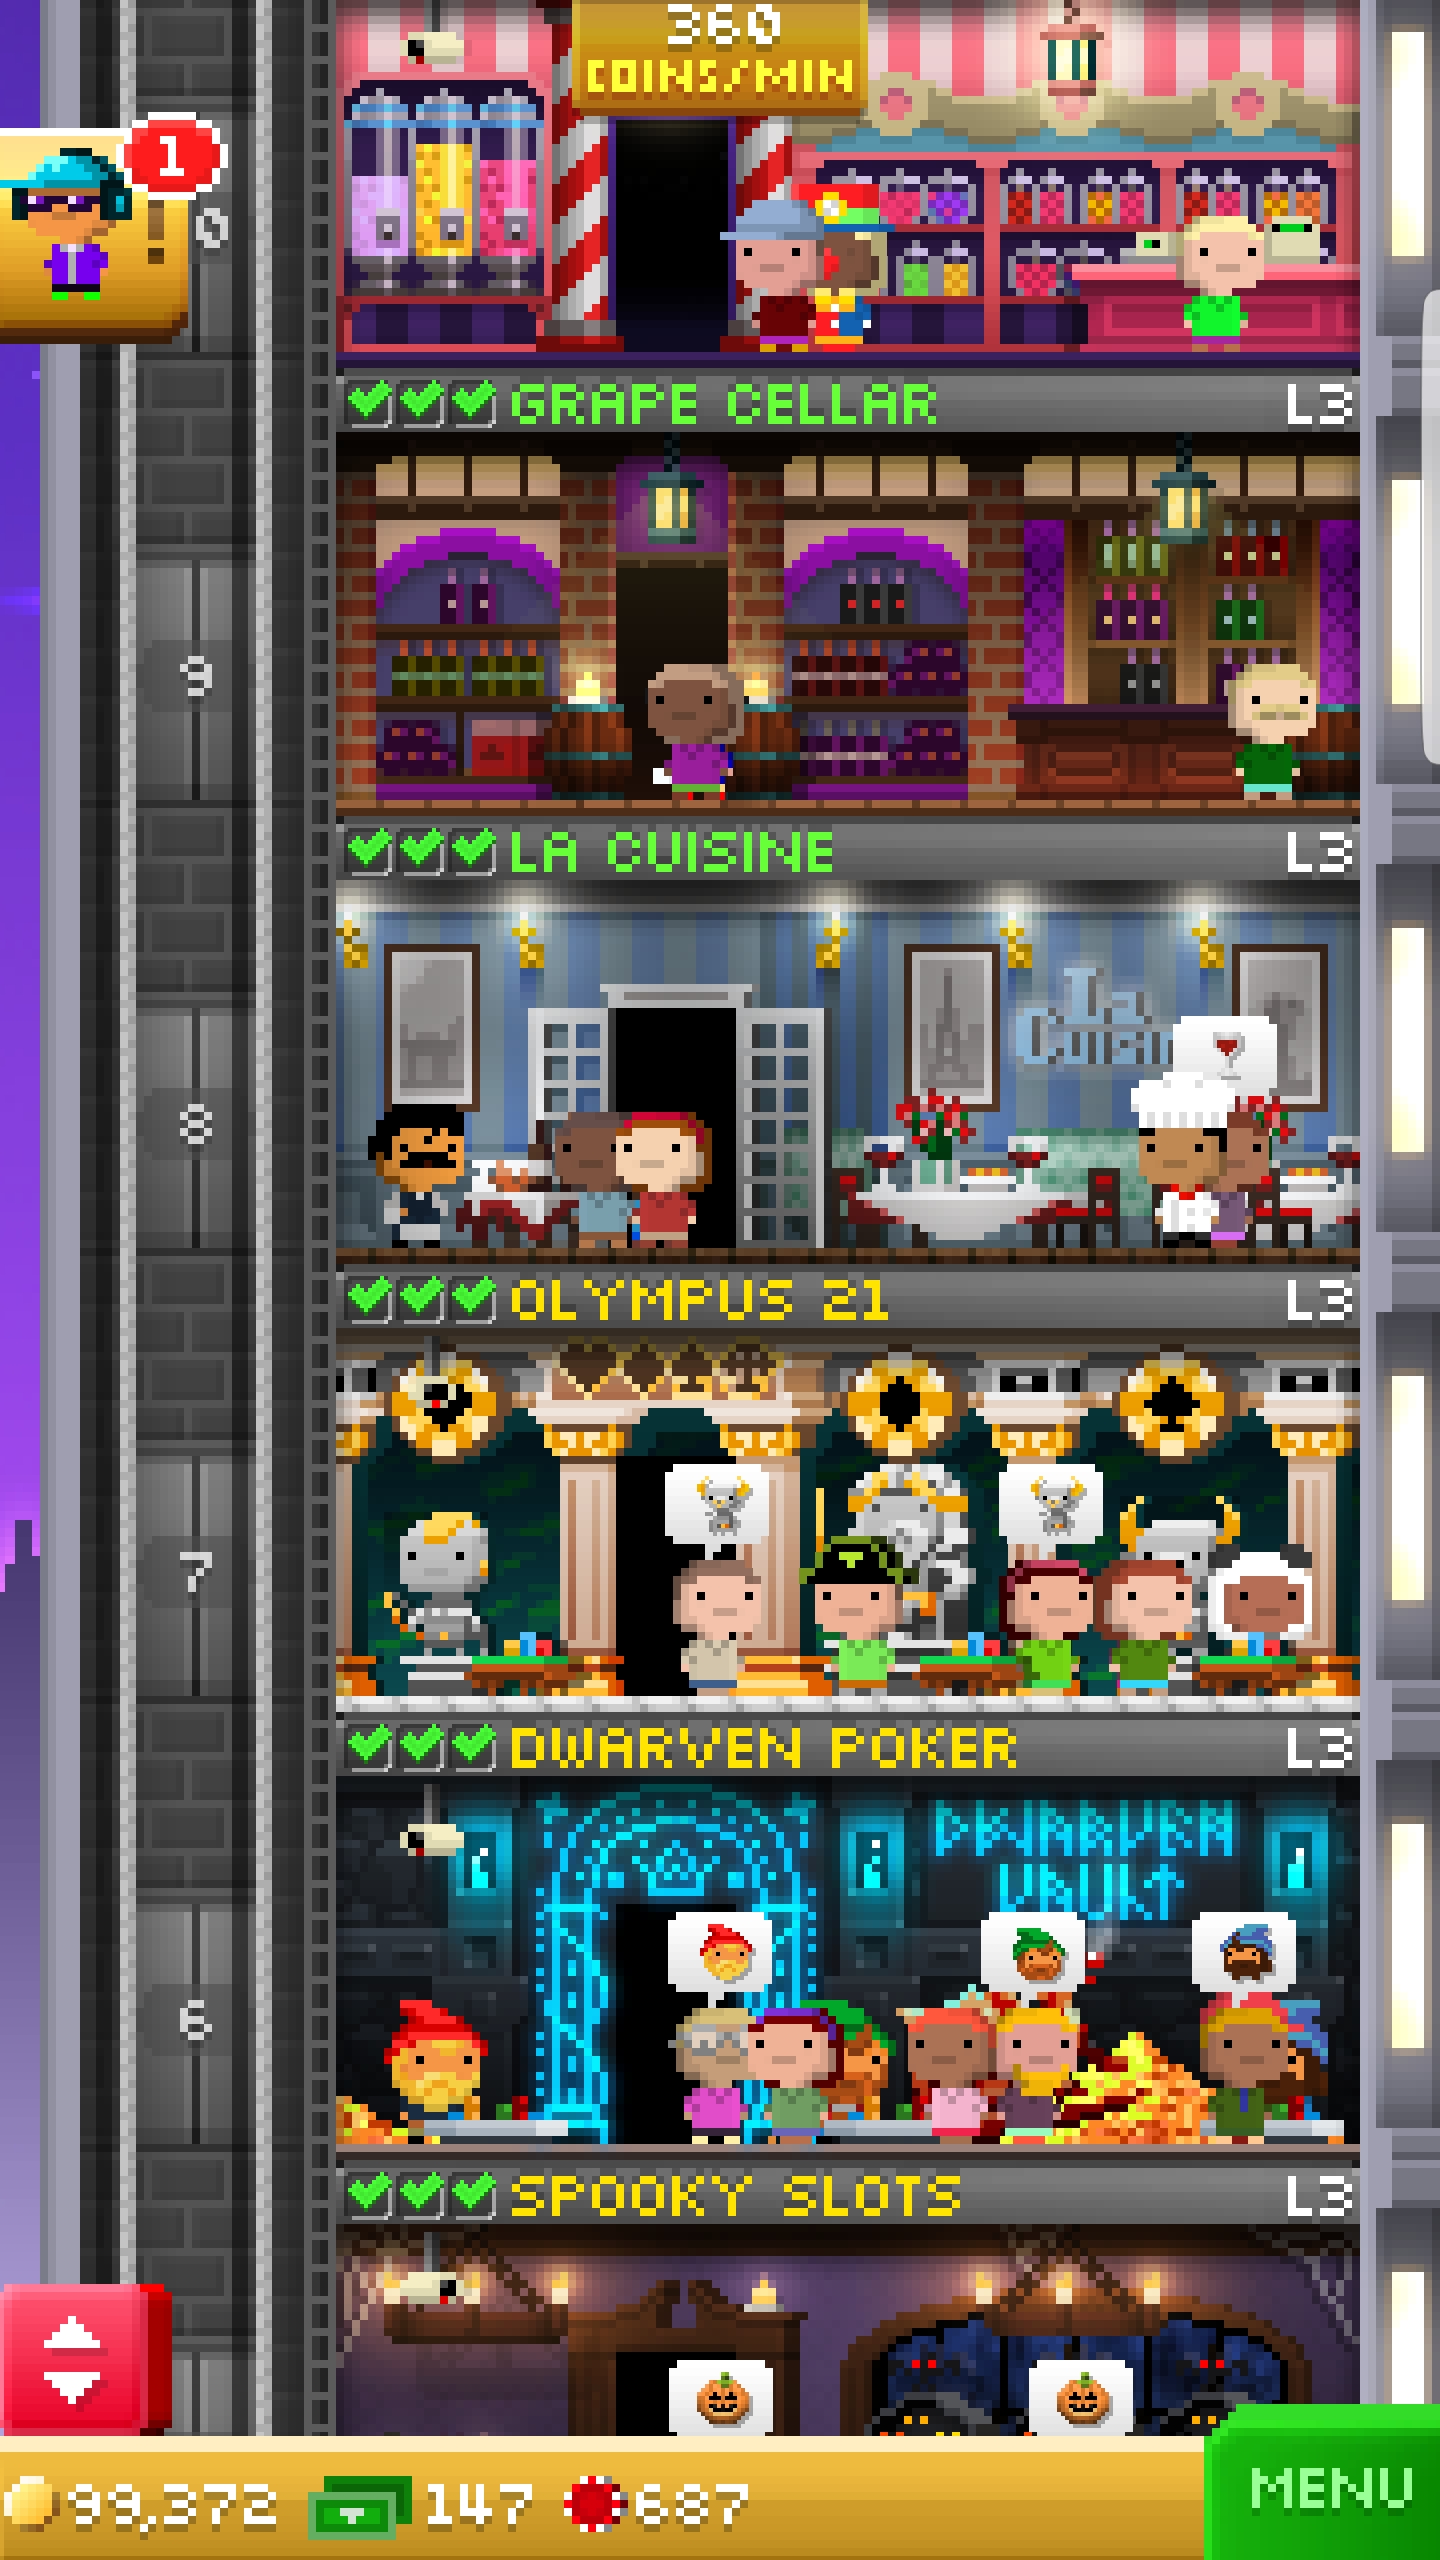 360
COINS/MIN
1
0
GRAPE CELLAR L3
9
LA CUISINE L3
La
8
OLYMPUS 21 L3
7
DWARVEN POKER L3
DWARVEN
VAULT
6
SPOOKY SLOTS L3
99,372 147 687
MENU